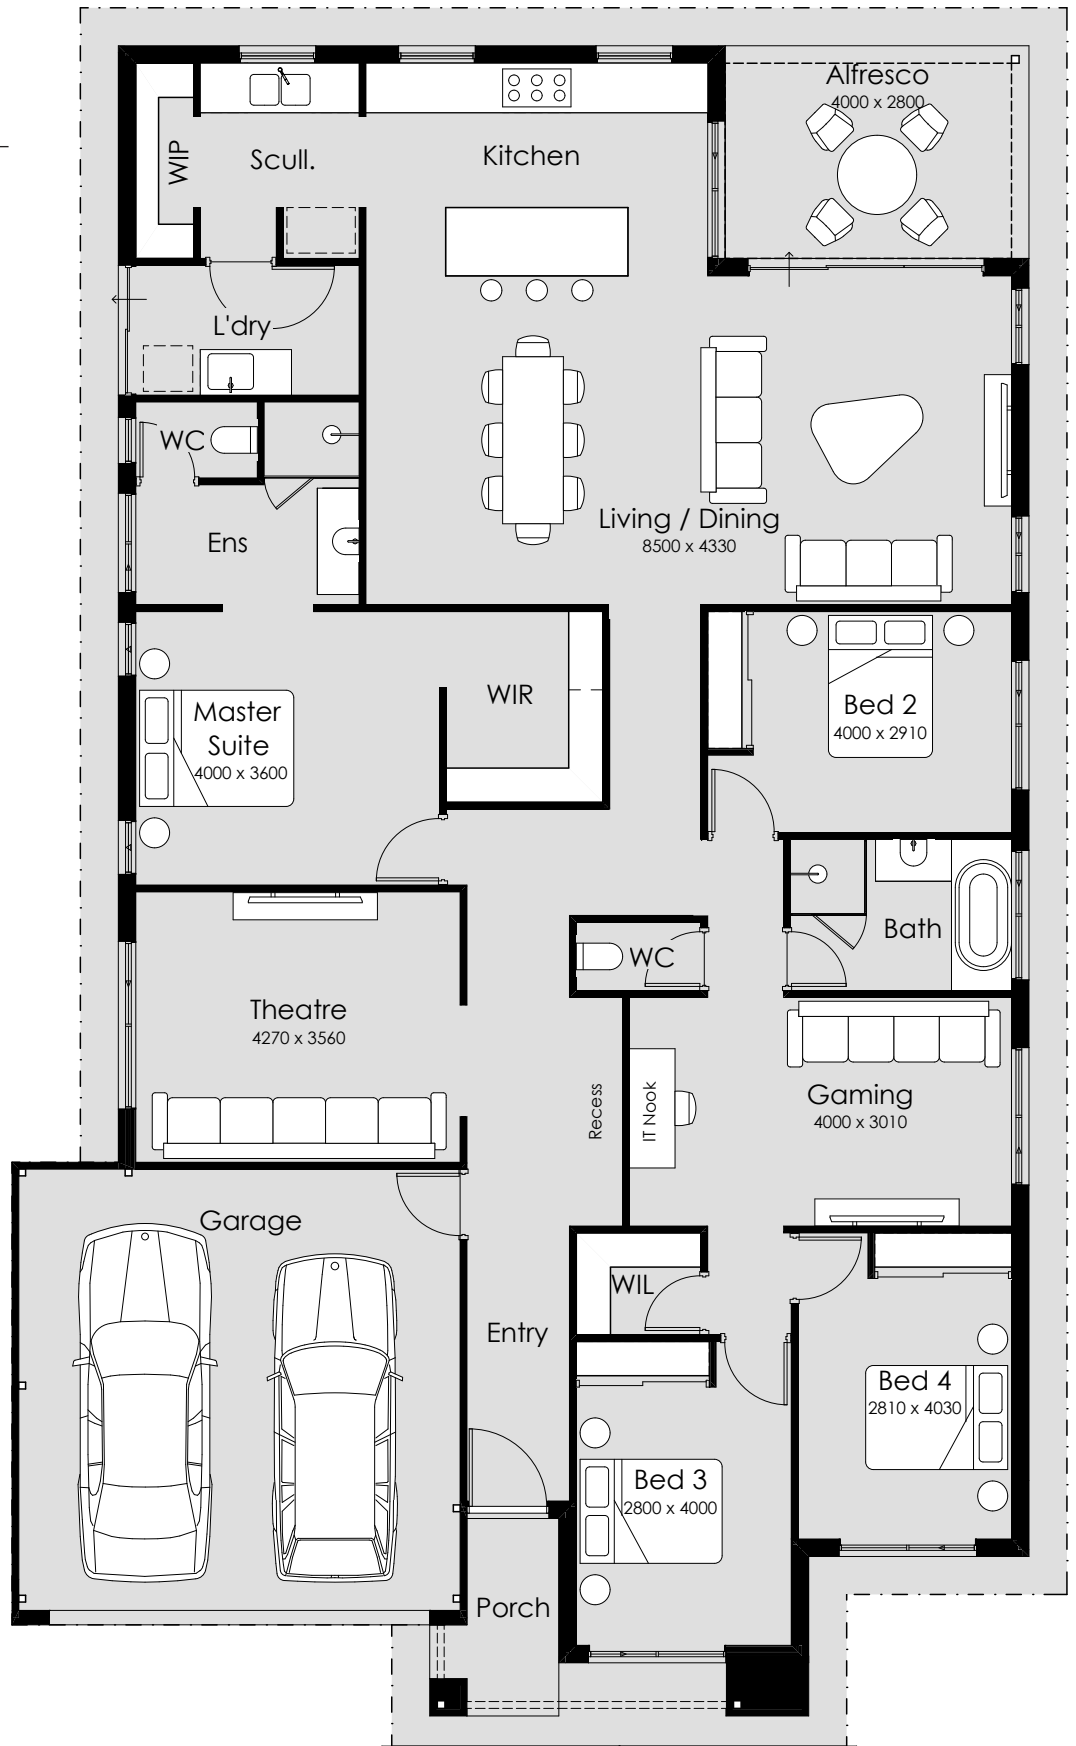 Alfresco
4000 x 2800
WIP
Scull.
Kitchen
L'dry
WC
Ens
Living / Dining
8500 x 4330
Master
Suite
4000 x 3600
WIR
Bed 2
4000 x 2910
Bath
WC
Theatre
4270 x 3560
Recess
IT Nook
Gaming
4000 x 3010
Garage
WIL
Entry
Bed 4
2810 x 4030
Bed 3
2800 x 4000
Porch